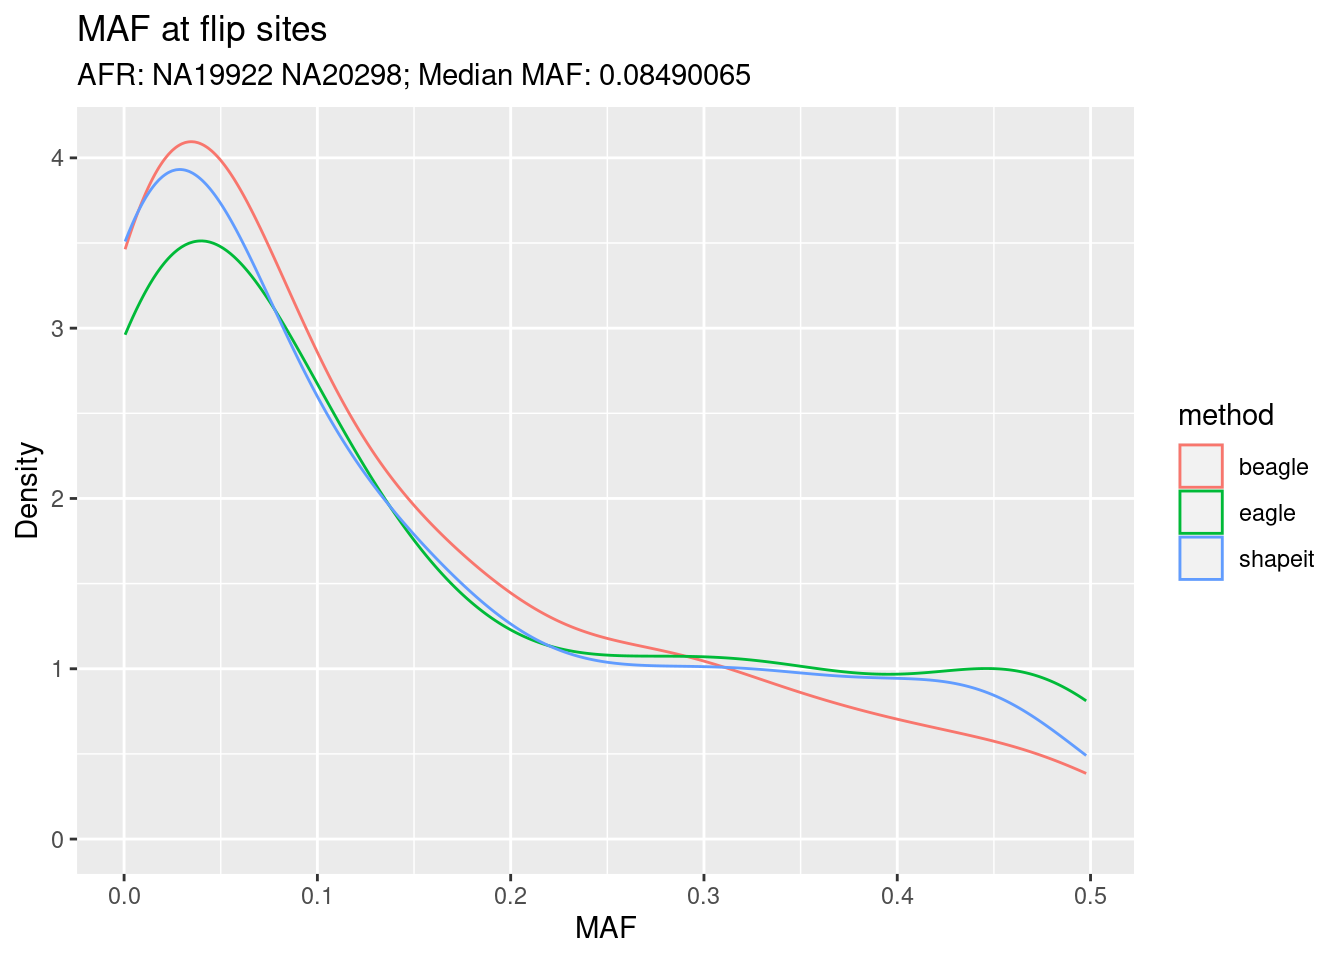 MAF at flip sites
AFR: NA19922 NA20298; Median MAF: 0.08490065
4
3
2
1
0
Density
0.0 0.1 0.2 0.3 0.4 0.5
MAF
method
beagle
eagle
shapeit